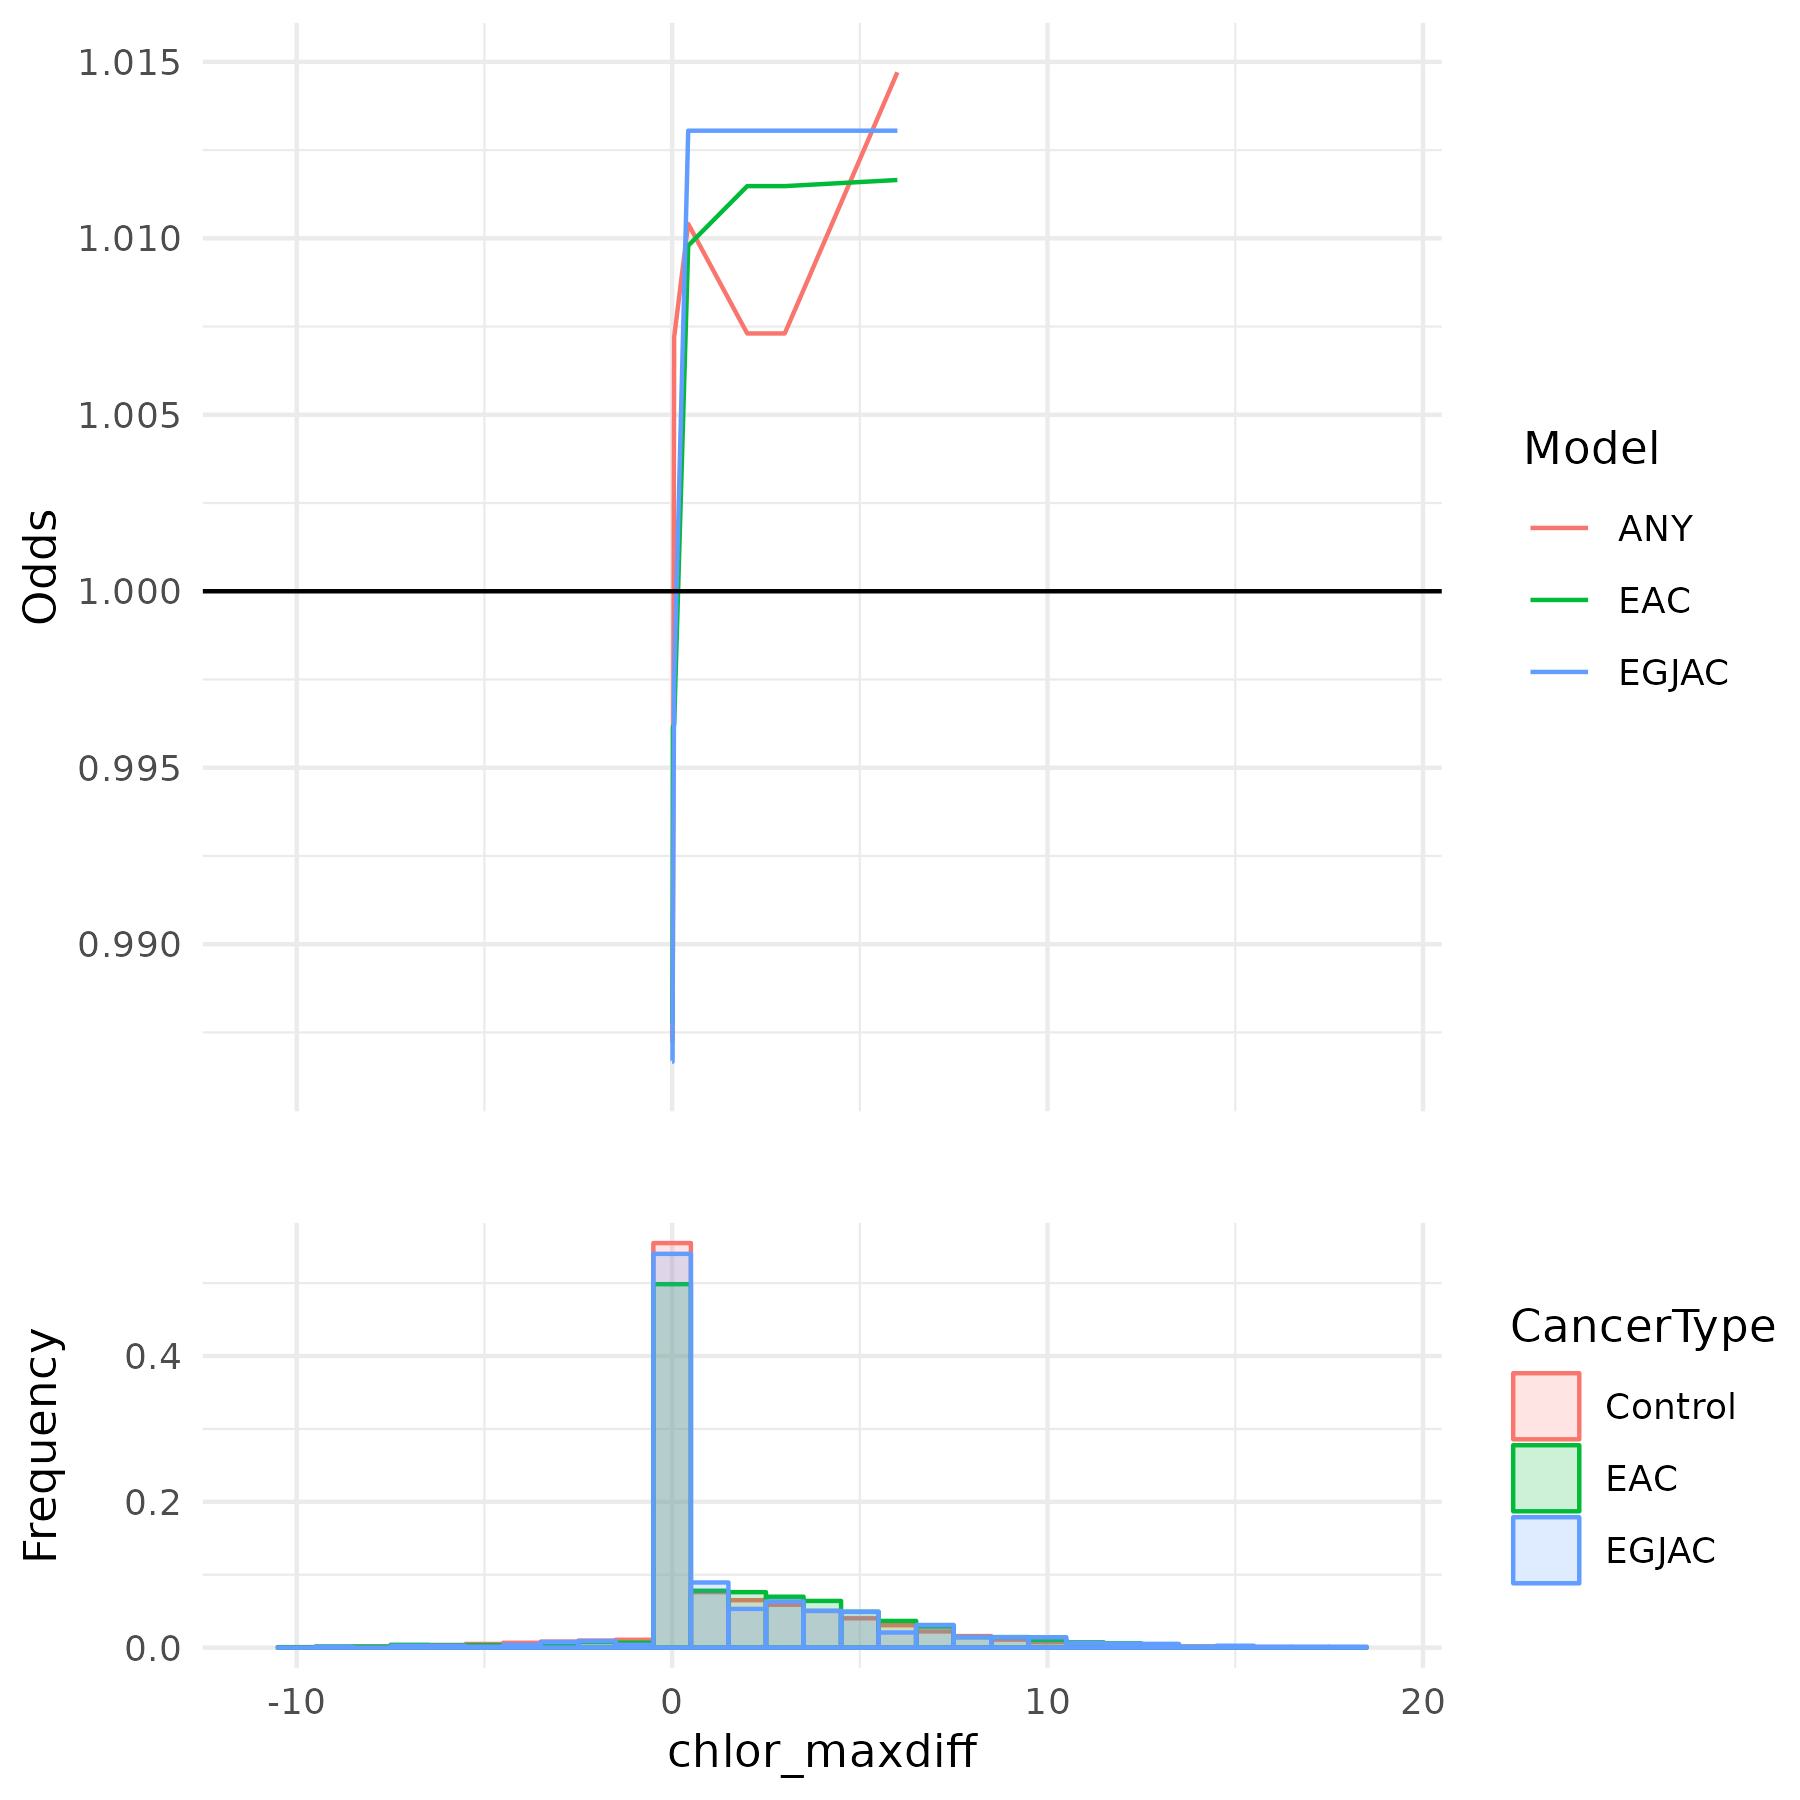 1.015
1.010
1.005
1.000
0.995
0.990
Odds
Model
ANY
EAC
EGJAC
0.4
0.2
0.0
Frequency
-10 0 10 20
chlor_maxdiff
CancerType
Control
EAC
EGJAC